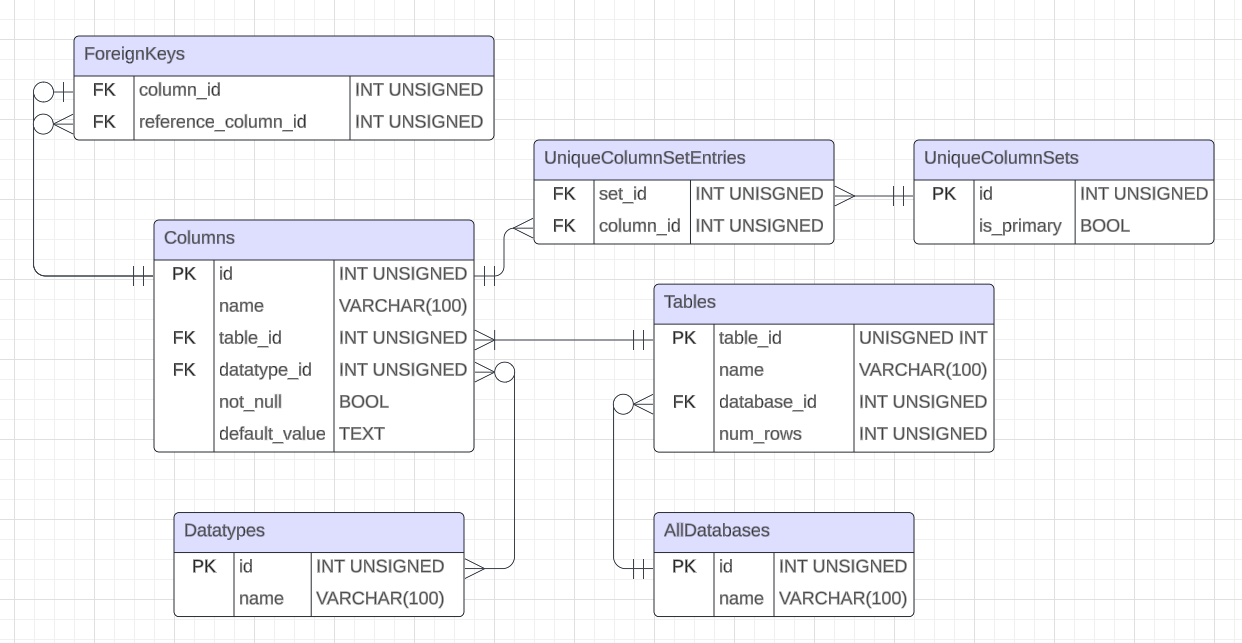 ForeignKeys
FK column_id INT UNSIGNED
FK reference_column_id INT UNSIGNED
UniqueColumnSetEntries
FK set_id INT UNISGNED
FK column_id INT UNSIGNED
UniqueColumnSets
PK id INT UNSIGNED
is_primary BOOL
Columns
PK id INT UNSIGNED
name VARCHAR(100)
FK table_id INT UNSIGNED
FK datatype_id INT UNSIGNED
not_null BOOL
default_value TEXT
Tables
PK table_id UNISGNED INT
name VARCHAR(100)
FK database_id INT UNSIGNED
num_rows INT UNSIGNED
Datatypes
PK id INT UNSIGNED
name VARCHAR(100)
AllDatabases
PK id INT UNSIGNED
name VARCHAR(100)